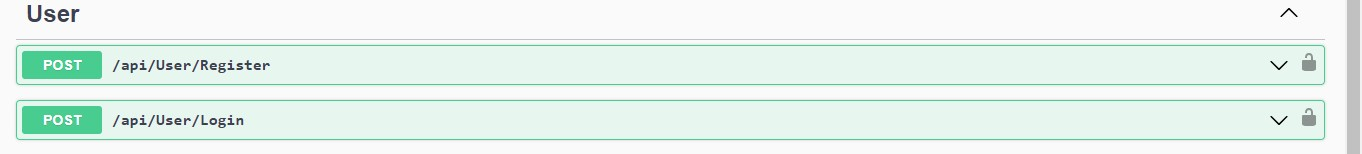 User
POST /api/User/Register
POST /api/User/Login